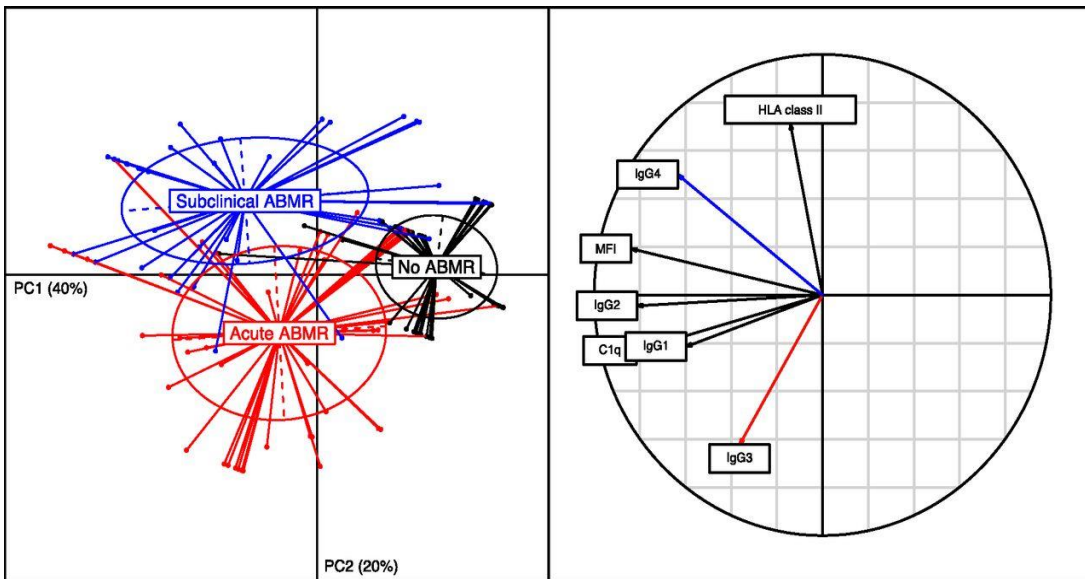 Subclinical ABMR
No ABMR
PC1 (40%)
Acute ABMR
PC2 (20%)
HLA class II
IgG4
MFI
IgG2
C1q
IgG1
IgG3